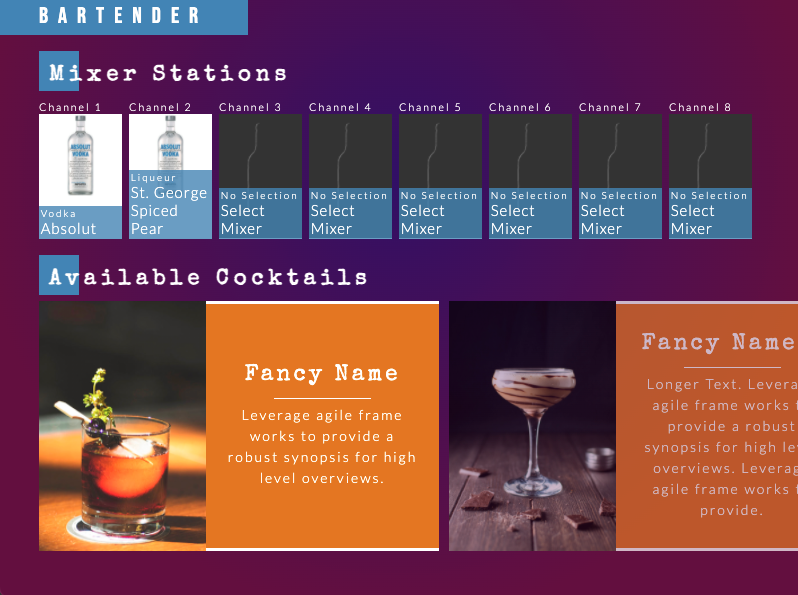 BARTENDER
Mixer Stations
Channel 1
Channel 2
Channel 3
Channel 4
Channel 5
Channel 6
Channel 7
Channel 8
ABSOLUT
VODKA
Vodka
Absolut
ABSOLUT
VODKA
Liqueur
St. George
Spiced
Pear
No Selection
Select
Mixer
No Selection
Select
Mixer
No Selection
Select
Mixer
No Selection
Select
Mixer
No Selection
Select
Mixer
No Selection
Select
Mixer
Available Cocktails
Fancy Name
Leverage agile frame
works to provide a
robust synopsis for high
level overviews.
Fancy Name
Longer Text. Levera
agile frame works t
provide a robust
synopsis for high le
overviews. Leverag
agile frame works t
provide.